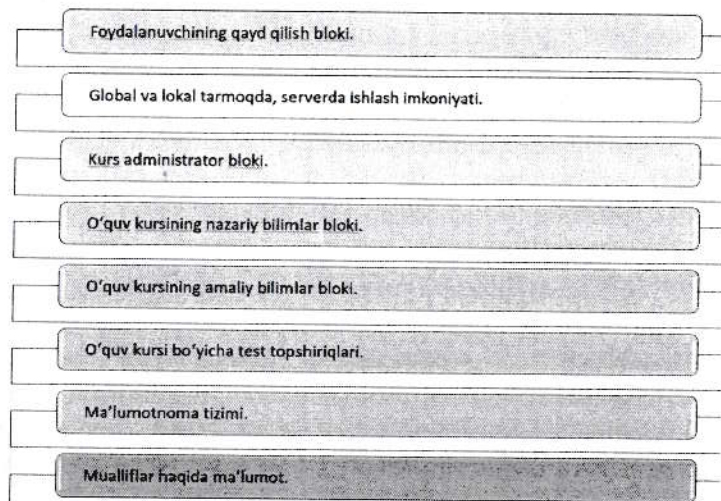 Foydalanuvchining qayd qilish bloki.
Global va lokal tarmoqda, serverda ishlash imkoniyati.
Kurs administrator bloki.
O‘quv kursining nazariy bilimlar bloki.
O‘quv kursining amaliy bilimlar bloki.
O‘quv kursi bo‘yicha test topshiriqlari.
Ma’lumotnoma tizimi.
Mualliflar haqida ma’lumot.